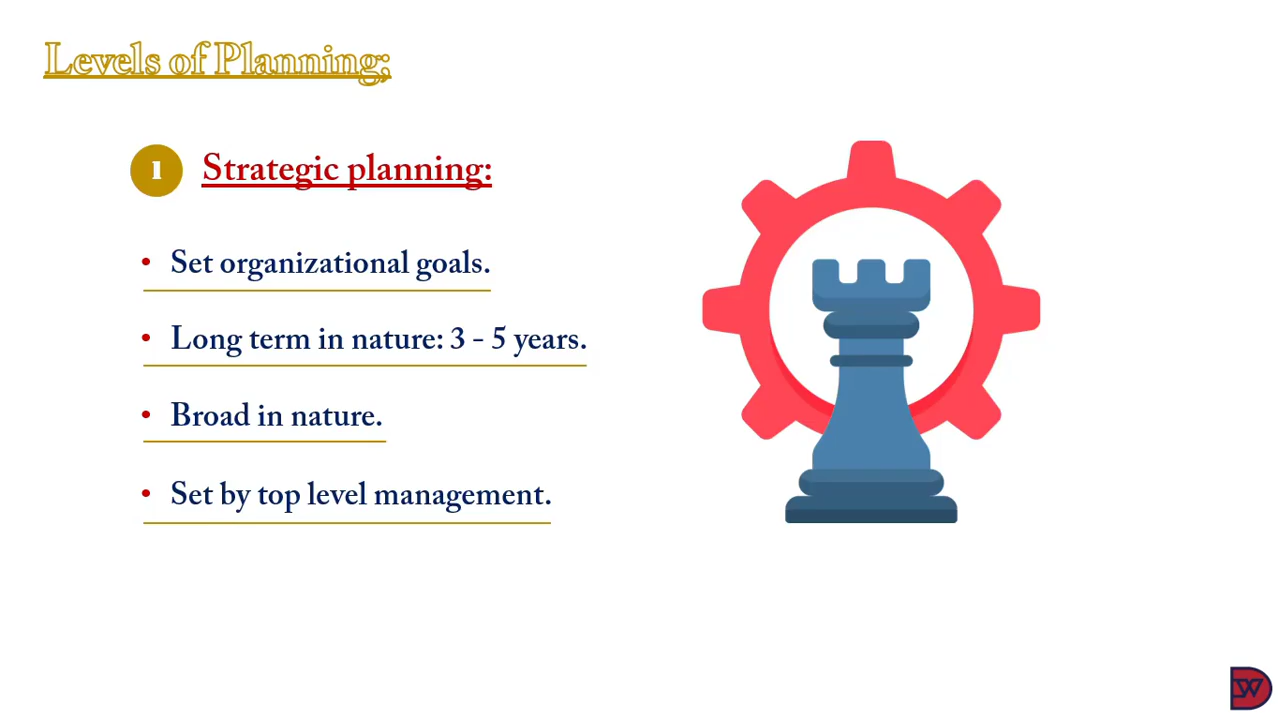 Levels of Planning;
1 Strategic planning:
• Set organizational goals.
• Long term in nature: 3 - 5 years.
• Broad in nature.
• Set by top level management.
DW